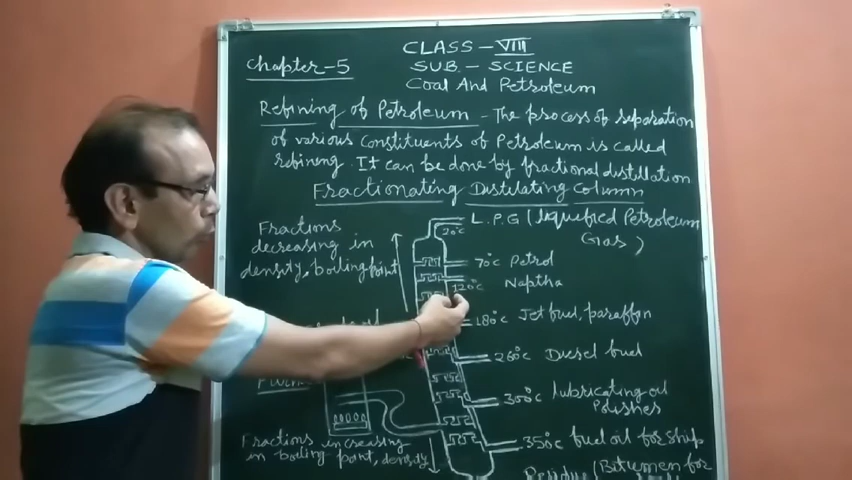 CLASS - VIII
Chapter-5
SUB. - SCIENCE
Coal And Petroleum
Refining of Petroleum - The process of separation
of various constituents of Petroleum is called
refining. It can be done by fractional distillation
Fractionating Distilating Column
L.P.G (liquefied Petroleum
Gas)
20°C
Fractions
decreasing in
density, boiling point
70°C Petrol
120°C Naptha
180°C Jet fuel, paraffin
260°C Diesel fuel
300°C lubricating oil
Polishes
350°C fuel oil for ship
Fractions increasing
in boiling point, density
Residue (Bitumen for